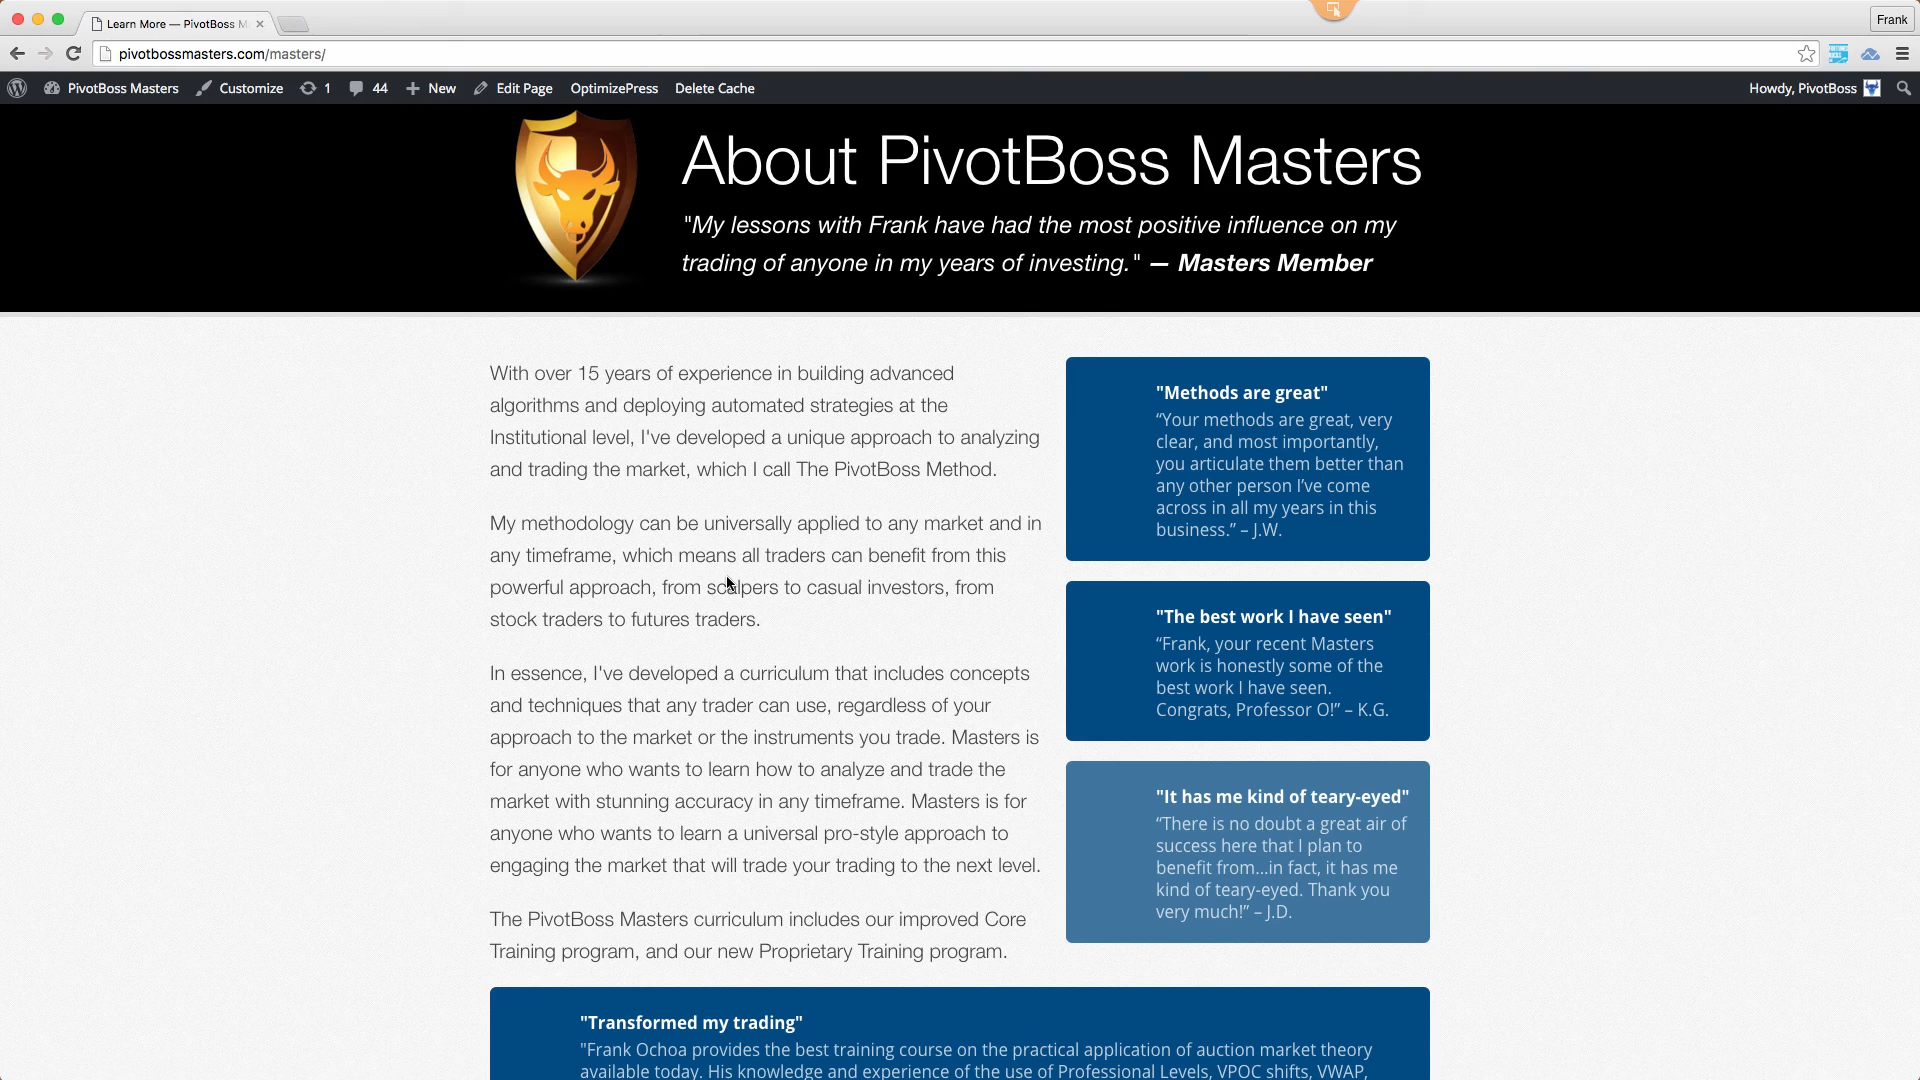 Learn More — PivotBoss M
Frank
pivotbossmasters.com/masters/
PivotBoss Masters Customize 1 44 New Edit Page OptimizePress Delete Cache Howdy, PivotBoss
About PivotBoss Masters
"My lessons with Frank have had the most positive influence on my
trading of anyone in my years of investing." — Masters Member
With over 15 years of experience in building advanced
algorithms and deploying automated strategies at the
Institutional level, I've developed a unique approach to analyzing
and trading the market, which I call The PivotBoss Method.
My methodology can be universally applied to any market and in
any timeframe, which means all traders can benefit from this
powerful approach, from scalpers to casual investors, from
stock traders to futures traders.
In essence, I've developed a curriculum that includes concepts
and techniques that any trader can use, regardless of your
approach to the market or the instruments you trade. Masters is
for anyone who wants to learn how to analyze and trade the
market with stunning accuracy in any timeframe. Masters is for
anyone who wants to learn a universal pro-style approach to
engaging the market that will trade your trading to the next level.
The PivotBoss Masters curriculum includes our improved Core
Training program, and our new Proprietary Training program.
"Methods are great"
“Your methods are great, very
clear, and most importantly,
you articulate them better than
any other person I’ve come
across in all my years in this
business.” – J.W.
"The best work I have seen"
“Frank, your recent Masters
work is honestly some of the
best work I have seen.
Congrats, Professor O!” – K.G.
"It has me kind of teary-eyed"
“There is no doubt a great air of
success here that I plan to
benefit from...in fact, it has me
kind of teary-eyed. Thank you
very much!” – J.D.
"Transformed my trading"
"Frank Ochoa provides the best training course on the practical application of auction market theory
available today. His knowledge and experience of the use of Professional Levels, VPOC shifts, VWAP,